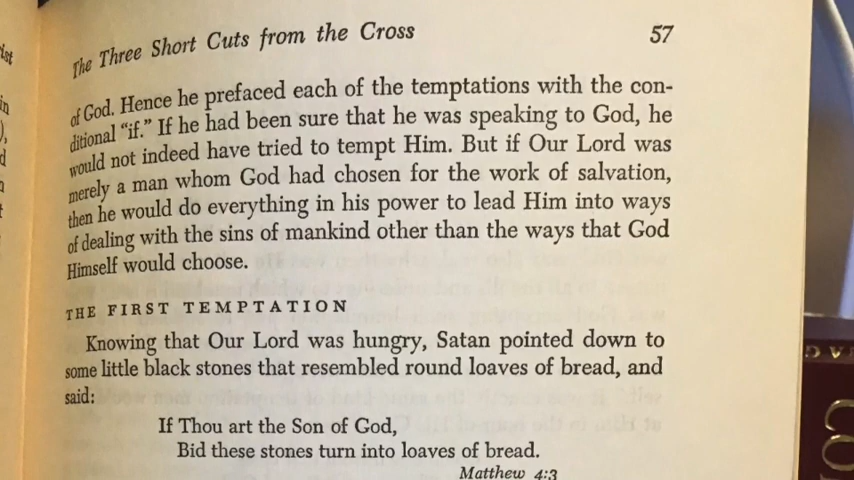 The Three Short Cuts from the Cross 57
of God. Hence he prefaced each of the temptations with the con-
ditional "if." If he had been sure that he was speaking to God, he
would not indeed have tried to tempt Him. But if Our Lord was
merely a man whom God had chosen for the work of salvation,
then he would do everything in his power to lead Him into ways
of dealing with the sins of mankind other than the ways that God
Himself would choose.
THE FIRST TEMPTATION
Knowing that Our Lord was hungry, Satan pointed down to
some little black stones that resembled round loaves of bread, and
said:
If Thou art the Son of God,
Bid these stones turn into loaves of bread.
Matthew 4:3